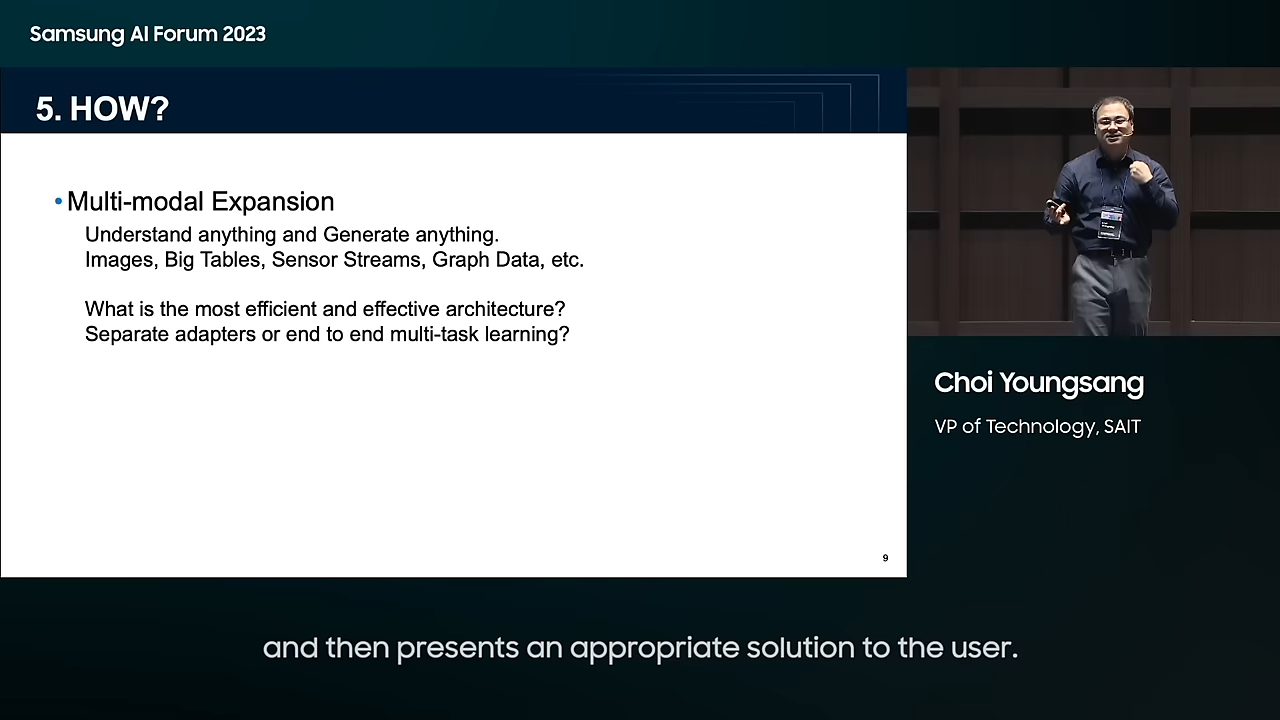 Samsung AI Forum 2023
5. HOW?
• Multi-modal Expansion
Understand anything and Generate anything.
Images, Big Tables, Sensor Streams, Graph Data, etc.
What is the most efficient and effective architecture?
Separate adapters or end to end multi-task learning?
9
Choi Youngsang
VP of Technology, SAIT
and then presents an appropriate solution to the user.